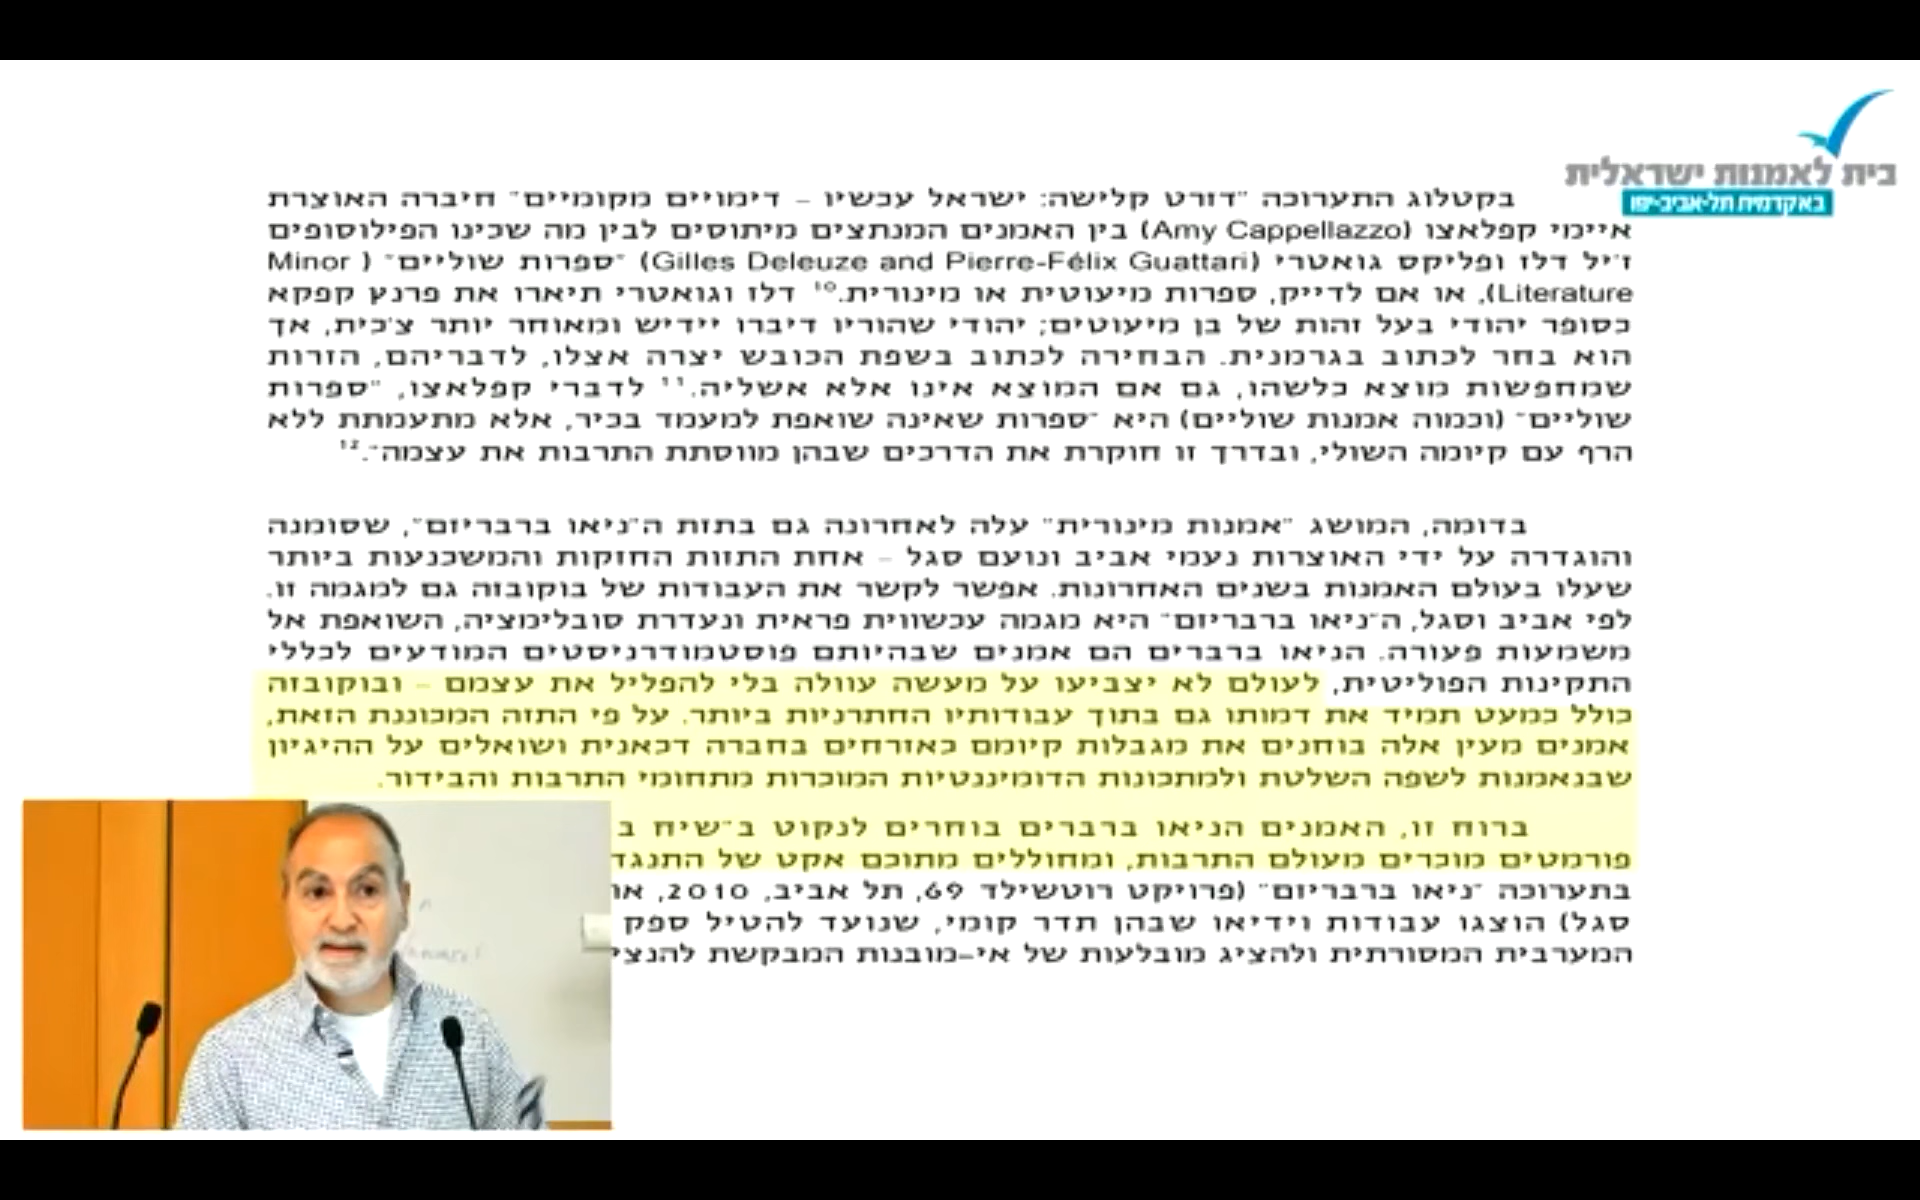 בית לאמנות ישראלית
באקדמית תל-אביב-יפו
בקטלוג התערוכה "דזרט קלישה: ישראל עכשיו – דימויים מקומיים" חיברה האוצרת
איימי קפלאצו (Amy Cappellazzo) בין האמנים המנתצים מיתוסים לבין מה שכינו הפילוסופים
ז'יל דלז ופליקס גואטרי (Gilles Deleuze and Pierre-Félix Guattari) "ספרות שוליים" (Minor
Literature), או אם לדייק, ספרות מיעוטית או מינורית.10 דלז וגואטרי תיארו את פרנץ קפקא
כסופר יהודי בעל זהות של בן מיעוטים; יהודי שהוריו דיברו יידיש ומאוחר יותר צ'כית, אך
הוא בחר לכתוב בגרמנית. הבחירה לכתוב בשפת הכובש יצרה אצלו, לדבריהם, הזרות
שמחפשות מוצא כלשהו, גם אם המוצא אינו אלא אשליה.11 לדברי קפלאצו, "ספרות
שוליים" (וכמוה אמנות שוליים) היא "ספרות שאינה שואפת למעמד בכיר, אלא מתעמתת ללא
הרף עם קיומה השולי, ובדרך זו חוקרת את הדרכים שבהן מווסתת התרבות את עצמה".12
בדומה, המושג "אמנות מינורית" עלה לאחרונה גם בתזת ה"ניאו ברבריזם", שסומנה
והוגדרה על ידי האוצרות נעמי אביב ונועם סגל – אחת התזות החזקות והמשכנעות ביותר
שעלו בעולם האמנות בשנים האחרונות. אפשר לקשר את העבודות של בוקובזה גם למגמה זו.
לפי אביב וסגל, ה"ניאו ברבריזם" היא מגמה עכשווית פראית ונעדרת סובלימציה, השואפת אל
משמעות פעורה. הניאו ברברים הם אמנים שבהיותם פוסטמודרניסטים המודעים לכללי
התקינות הפוליטית, לעולם לא יצביעו על מעשה עוולה בלי להפליל את עצמם – ובוקובזה
כולל כמעט תמיד את דמותו גם בתוך עבודותיו החתרניות ביותר. על פי התזה המכוננת הזאת,
אמנים מעין אלה בוחנים את מגבלות קיומם כאזרחים בחברה דכאנית ושואלים על ההיגיון
שבנאמנות לשפה השלטת ולמתכונות הדומיננטיות המוכרות מתחומי התרבות והבידור.
ברוח זו, האמנים הניאו ברברים בוחרים לנקוט ב"שיח ב
פורמטים מוכרים מעולם התרבות, ומחוללים מתוכם אקט של התנגד
בתערוכה "ניאו ברבריזם" (פרויקט רוטשילד 69, תל אביב, 2010, או
סגל) הוצגו עבודות וידיאו שבהן תדר קומי, שנועד להטיל ספק
המערבית המסורתית ולהציג מובלעות של אי–מובנות המבקשת להנצי